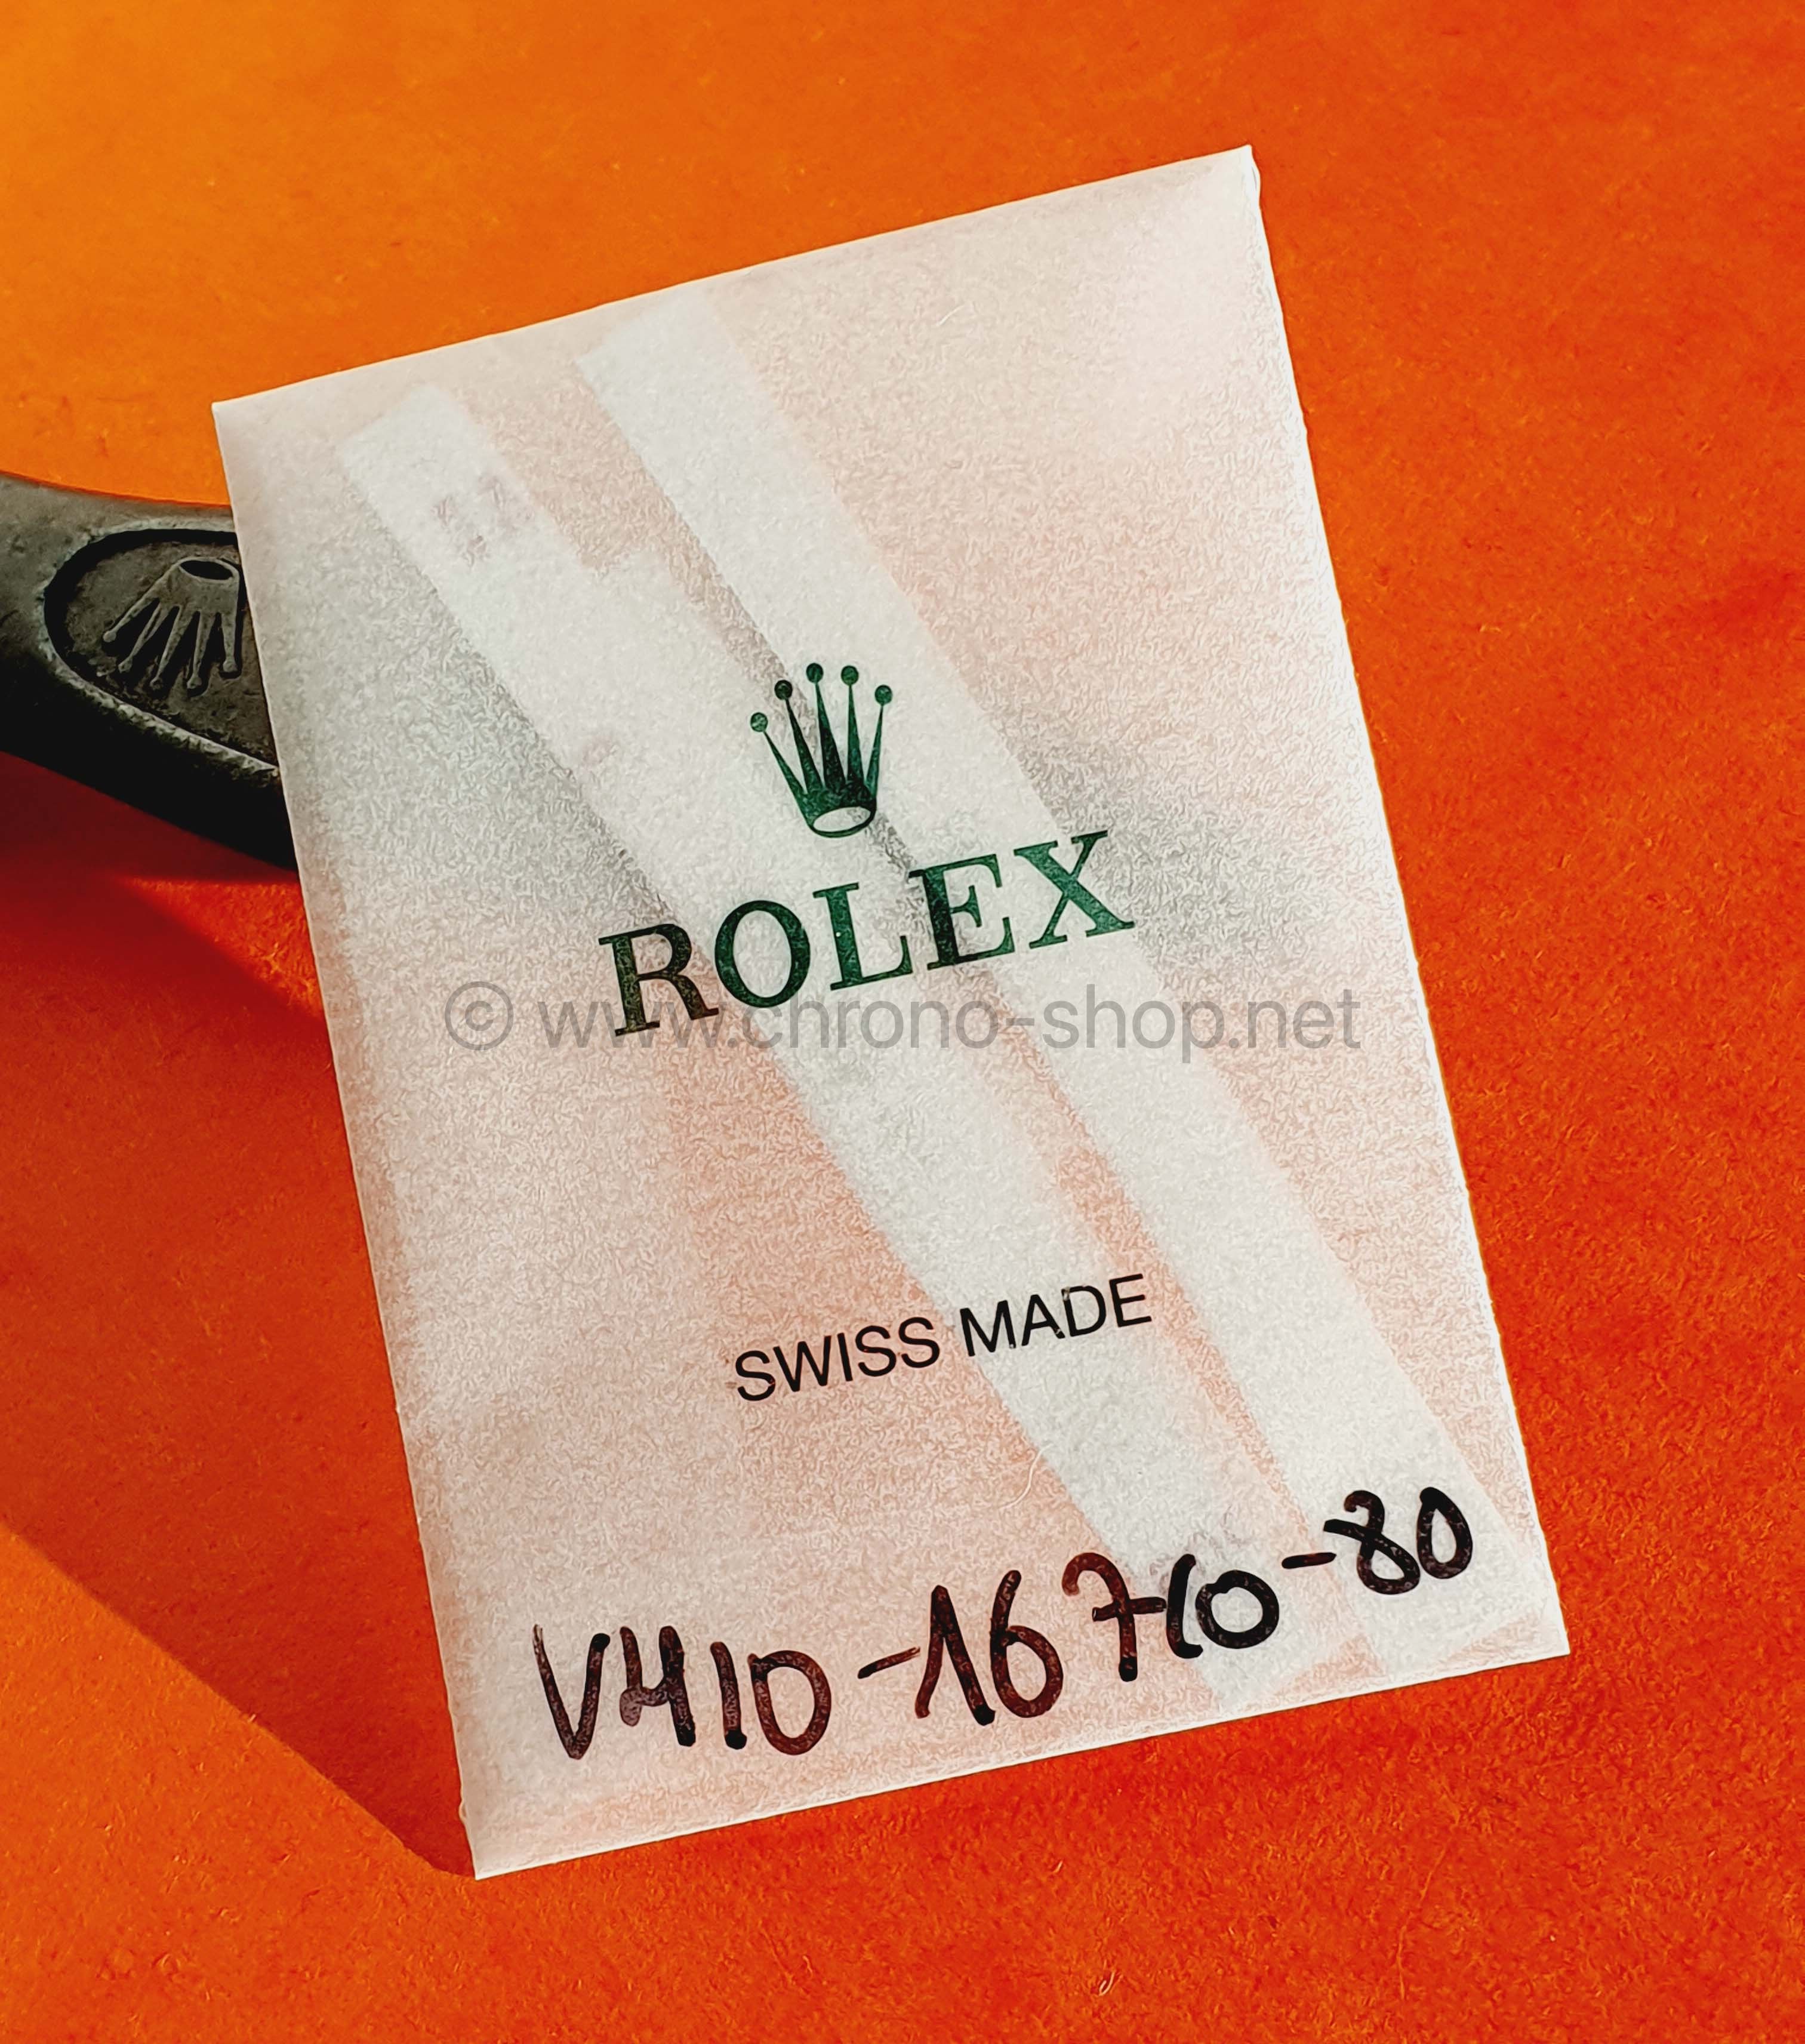 ROLEX
© www.chrono-shop.net
SWISS MADE
V410-16710-80